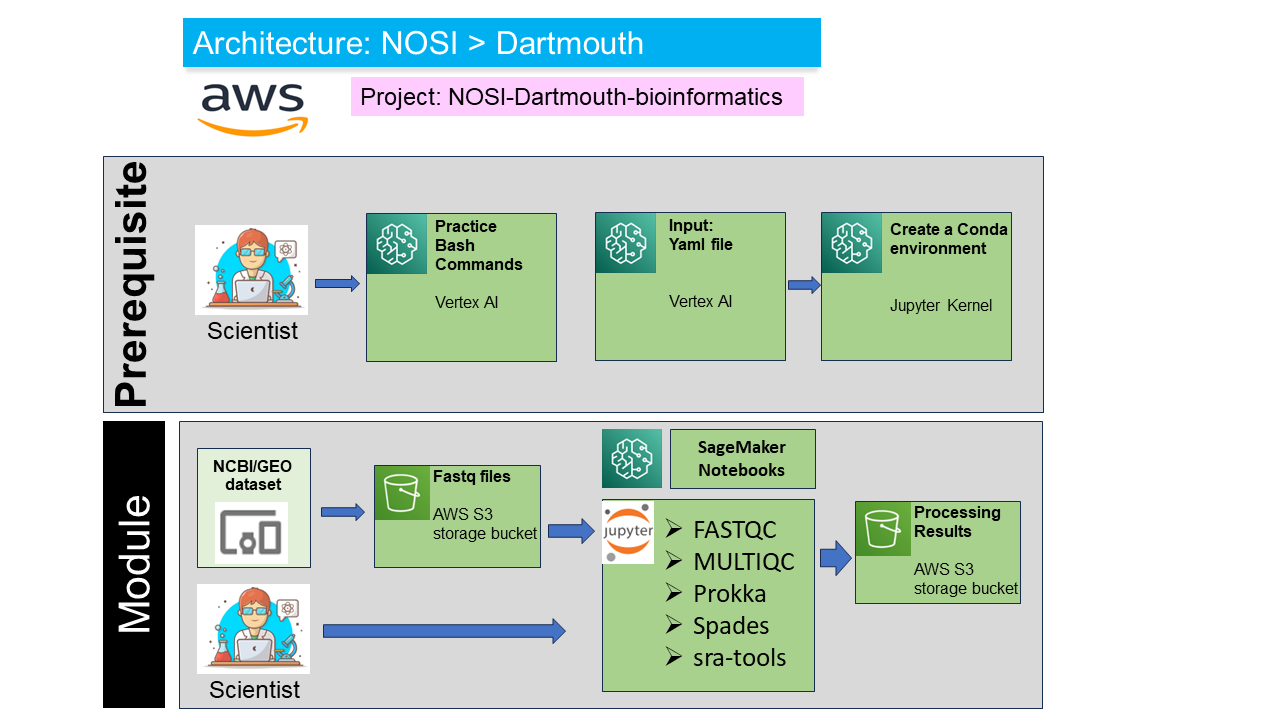 Architecture: NOSI > Dartmouth
aws
Project: NOSI-Dartmouth-bioinformatics
Prerequisite
Scientist
Practice
Bash
Commands
Vertex AI
Input:
Yaml file
Vertex AI
Create a Conda
environment
Jupyter Kernel
Module
NCBI/GEO
dataset
Scientist
Fastq files
AWS S3
storage bucket
SageMaker
Notebooks
jupyter
➢ FASTQC
➢ MULTIQC
➢ Prokka
➢ Spades
➢ sra-tools
Processing
Results
AWS S3
storage bucket